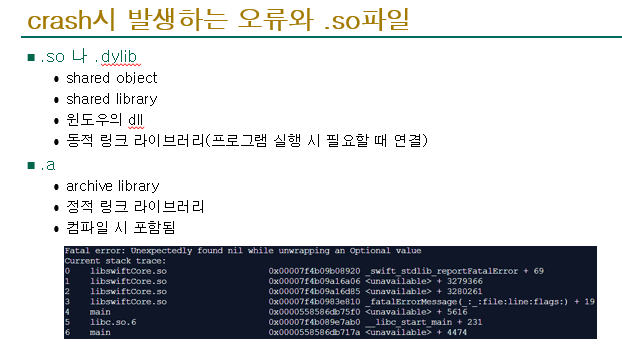 crash시 발생하는 오류와 .so파일
.so 나 .dylib
shared object
shared library
윈도우의 dll
동적 링크 라이브러리(프로그램 실행 시 필요할 때 연결)
.a
archive library
정적 링크 라이브러리
컴파일 시 포함됨
Fatal error: Unexpectedly found nil while unwrapping an Optional value
Current stack trace:
0 libswiftCore.so 0x00007f4b09b08920 _swift_stdlib_reportFatalError + 69
1 libswiftCore.so 0x00007f4b09a16a06 <unavailable> + 3279366
2 libswiftCore.so 0x00007f4b09a16d85 <unavailable> + 3280261
3 libswiftCore.so 0x00007f4b0983e810 _fatalErrorMessage(_:_:file:line:flags:) + 19
4 main 0x0000558586db75f0 <unavailable> + 5616
5 libc.so.6 0x00007f4b089e7ab0 __libc_start_main + 231
6 main 0x0000558586db717a <unavailable> + 4474